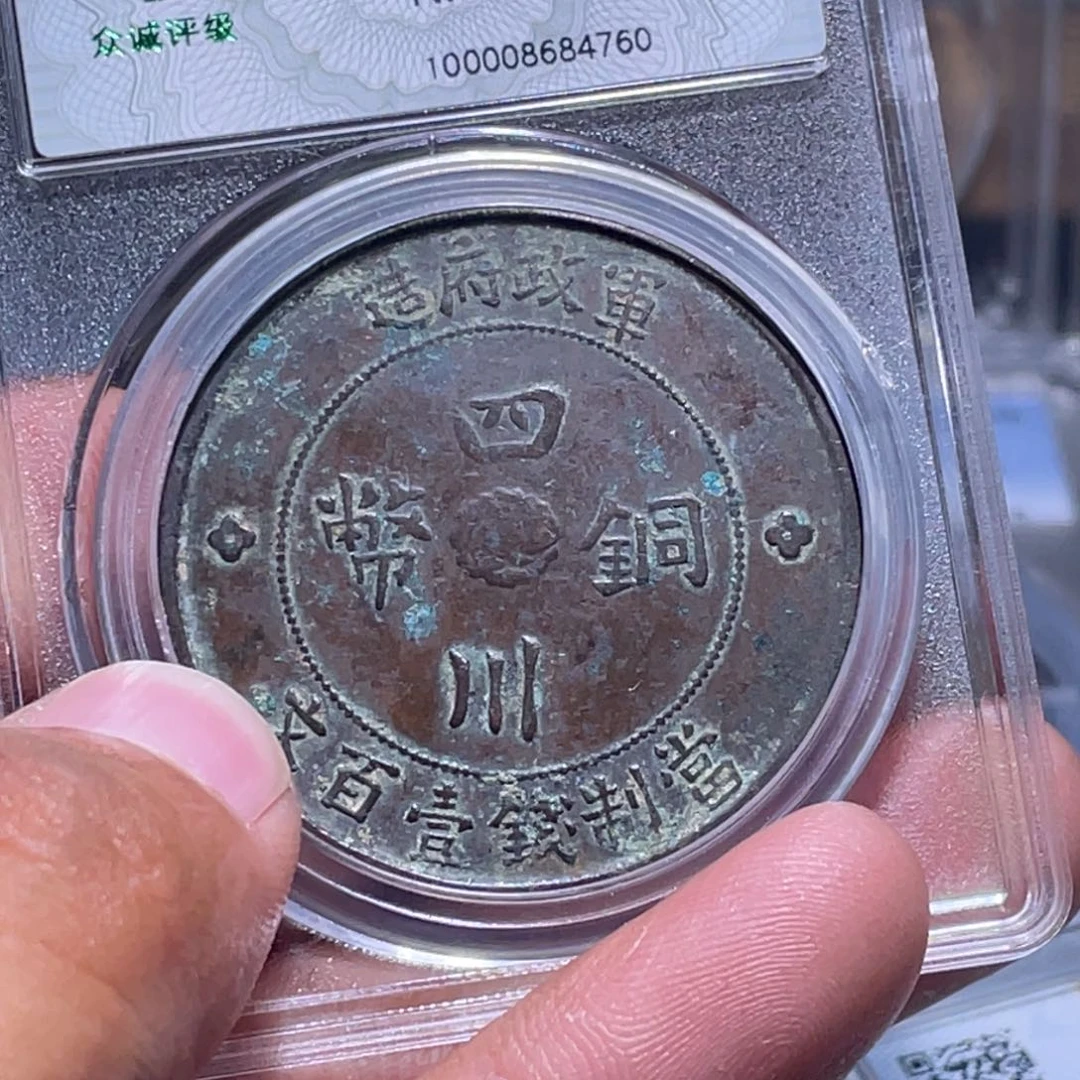 众诚评级
100008684760
軍政府造
四川
銅幣
當制錢壹百文